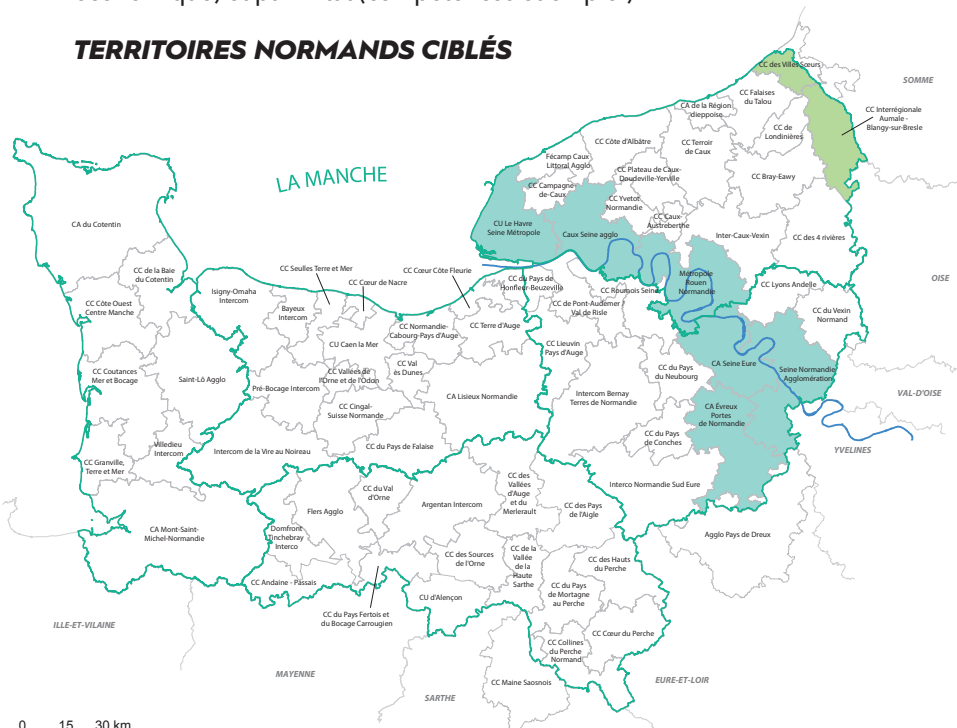 TERRITOIRES NORMANDS CIBLÉS
CC des Villes Sœurs
SOMME
CC Falaises
du Talou
CA de la Région
dieppoise
CC Interrégionale
Aumale -
Blangy-sur-Bresle
CC de
Londinières
CC Côte d'Albâtre
CC Terroir
de Caux
Fécamp Caux
Littoral Agglo
CC Plateau de Caux-
Doudeville-Yerville
CC Bray-Eawy
LA MANCHE
CC Campagne
de-Caux
CC Yvetot
Normandie
CC Caux-
Austreberthe
CA du Cotentin
CU Le Havre
Seine Métropole
Caux Seine agglo
Inter-Caux-Vexin
CC des 4 rivières
CC de la Baie
du Cotentin
CC Seulles Terre et Mer
CC Cœur Côte Fleurie
CC Cœur de Nacre
CC du Pays de
Honfleur-Beuzeville
Métropole
Rouen
Normandie
OISE
Isigny-Omaha
Intercom
CC Roumois Seine
CC Lyons Andelle
CC Côte Ouest
Centre Manche
Bayeux
Intercom
CC de Pont-Audemer /
Val de Risle
CC du Vexin
Normand
CC Normandie-
Cabourg-Pays d'Auge
CC Terre d'Auge
CU Caen la Mer
CC Lieuvin
Pays d'Auge
CA Seine Eure
CC Coutances
Mer et Bocage
Saint-Lô Agglo
CC Vallées de
l'Orne et de l'Odon
CC Val
ès Dunes
CC du Pays
du Neubourg
Seine Normandie
Agglomération
Pré-Bocage Intercom
CA Lisieux Normandie
Intercom Bernay
Terres de Normandie
VAL-D'OISE
CC Cingal-
Suisse Normande
CA Évreux
Portes
de Normandie
Villedieu
Intercom
Intercom de la Vire au Noireau
CC du Pays de Falaise
CC du Pays
de Conches
YVELINES
CC Granville,
Terre et Mer
CC du Val
d'Orne
CC des
Vallées
d'Auge
et du
Merlerault
Interco Normandie Sud Eure
Flers Agglo
Argentan Intercom
CC des Pays
de l'Aigle
CA Mont-Saint-
Michel-Normandie
Domfront
Tinchebray
Interco
Agglo Pays de Dreux
CC des Sources
de l'Orne
CC de la
Vallée
de la
Haute
Sarthe
CC des Hauts
du Perche
CC Andaine - Passais
CU d'Alençon
CC du Pays
de Mortagne
au Perche
CC du Pays Fertois et
du Bocage Carrougien
ILLE-ET-VILAINE
CC Cœur du Perche
CC Collines
du Perche
Normand
MAYENNE
CC Maine Saosnois
EURE-ET-LOIR
SARTHE
0 15 30 km